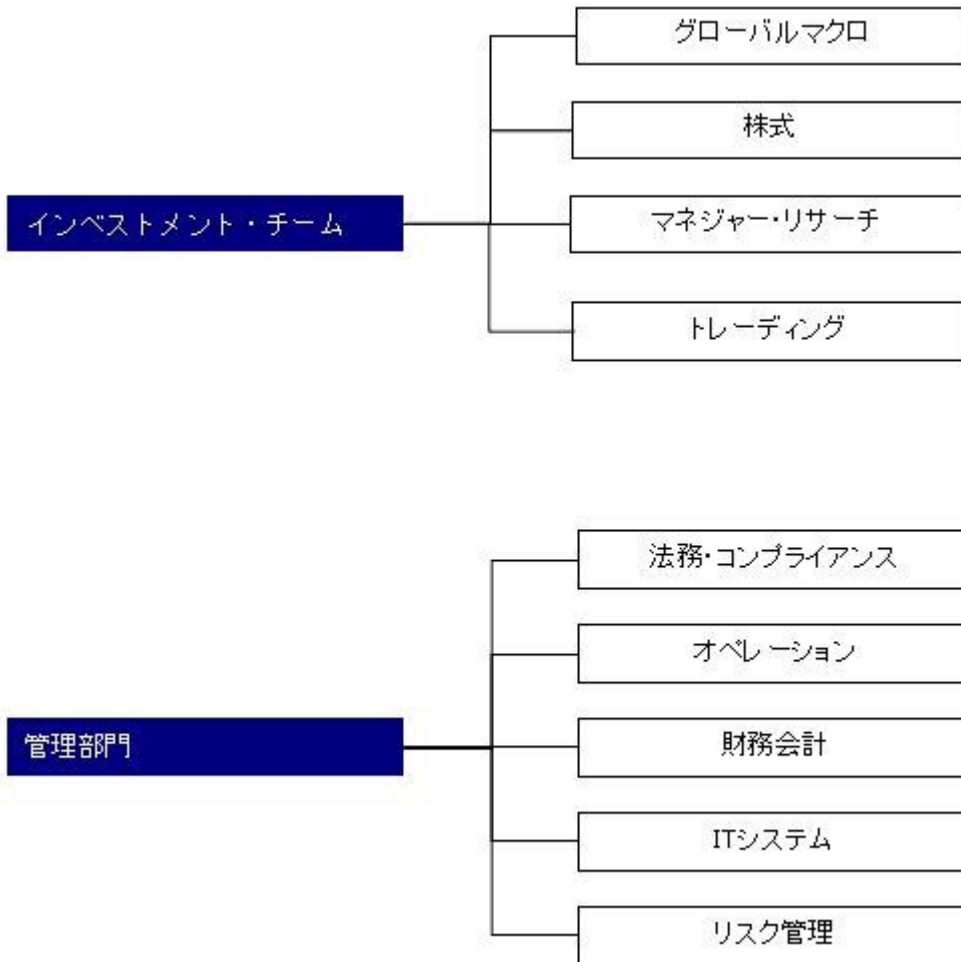 グローバルマクロ
株式
インベストメント・チーム
マネジャー・リサーチ
トレーディング
法務・コンプライアンス
オペレーション
管理部門
財務会計
ITシステム
リスク管理